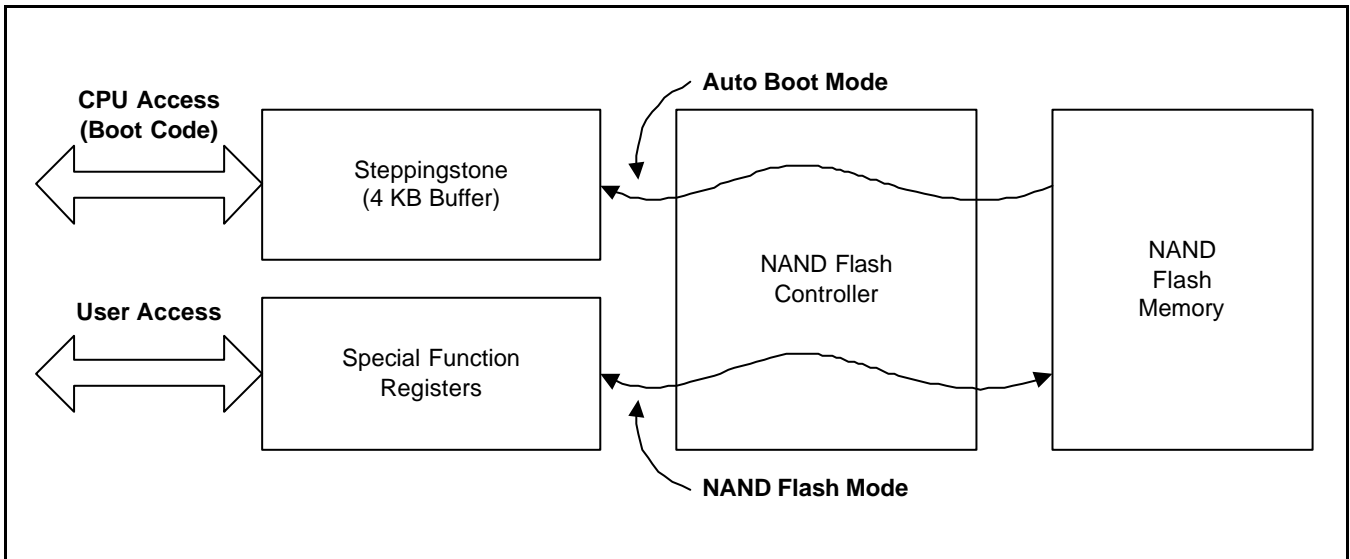 Auto Boot Mode
CPU Access
(Boot Code)
Steppingstone
(4 KB Buffer)
NAND Flash
Controller
NAND
Flash
Memory
User Access
Special Function
Registers
NAND Flash Mode